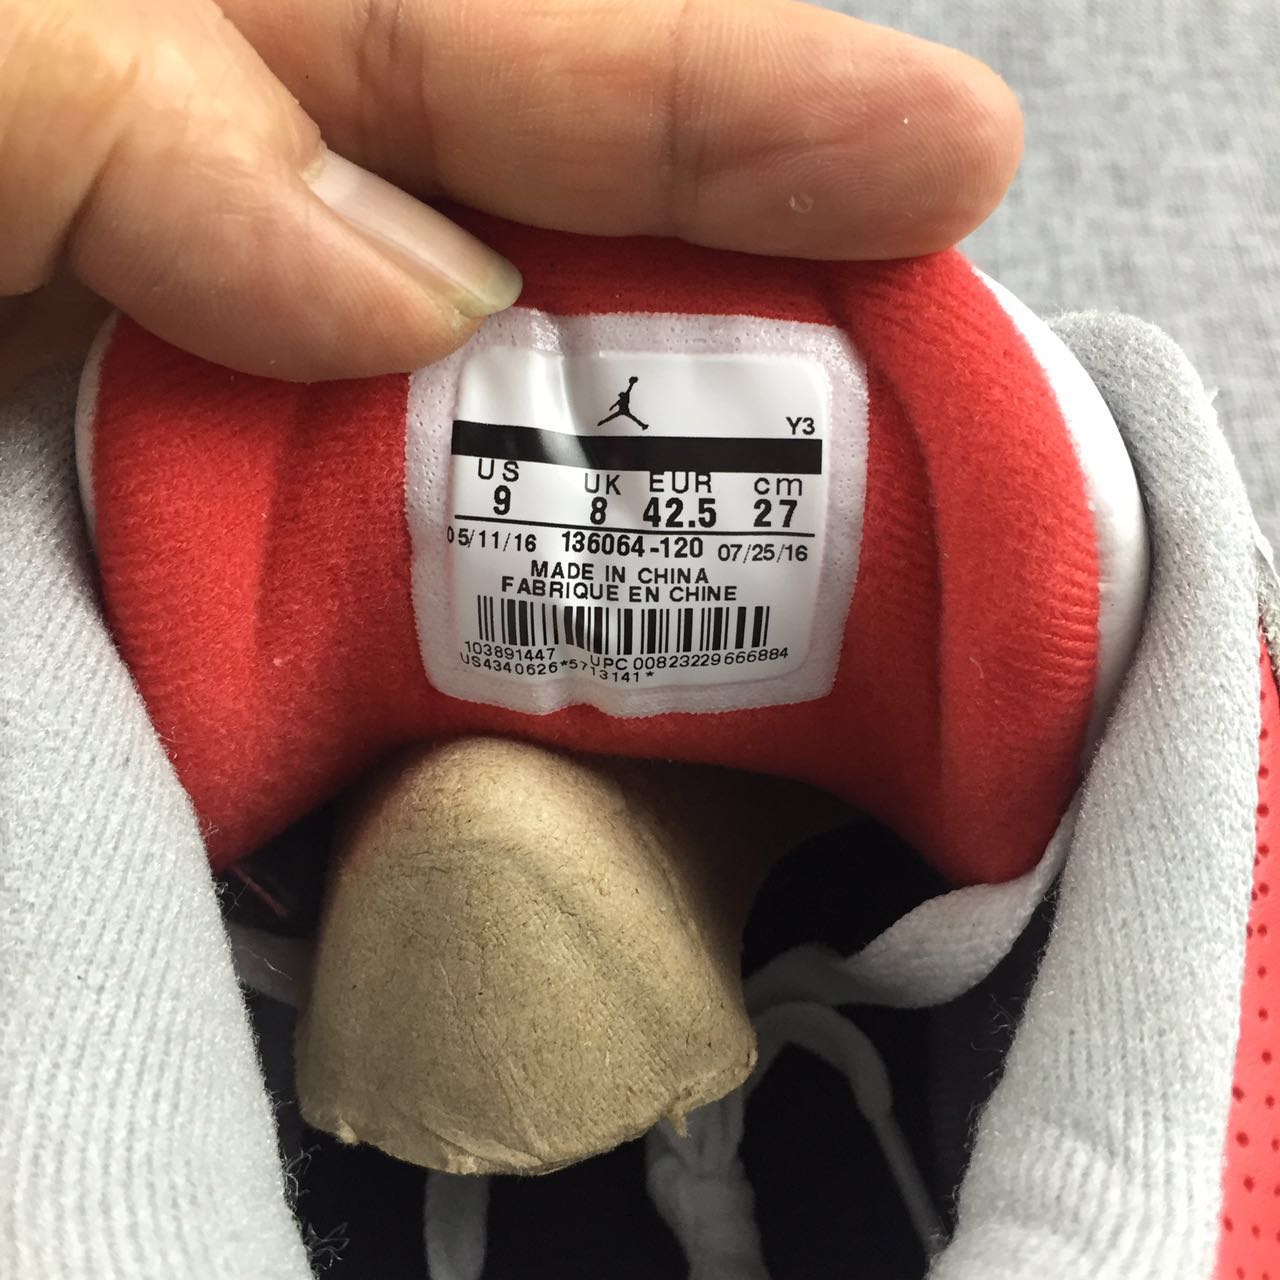 Y3
US UK EUR cm
9 8 42.5 27
05/11/16 136064-120 07/25/16
MADE IN CHINA
FABRIQUE EN CHINE
103891447 UPC 00823229666884
US4340626*5713141*